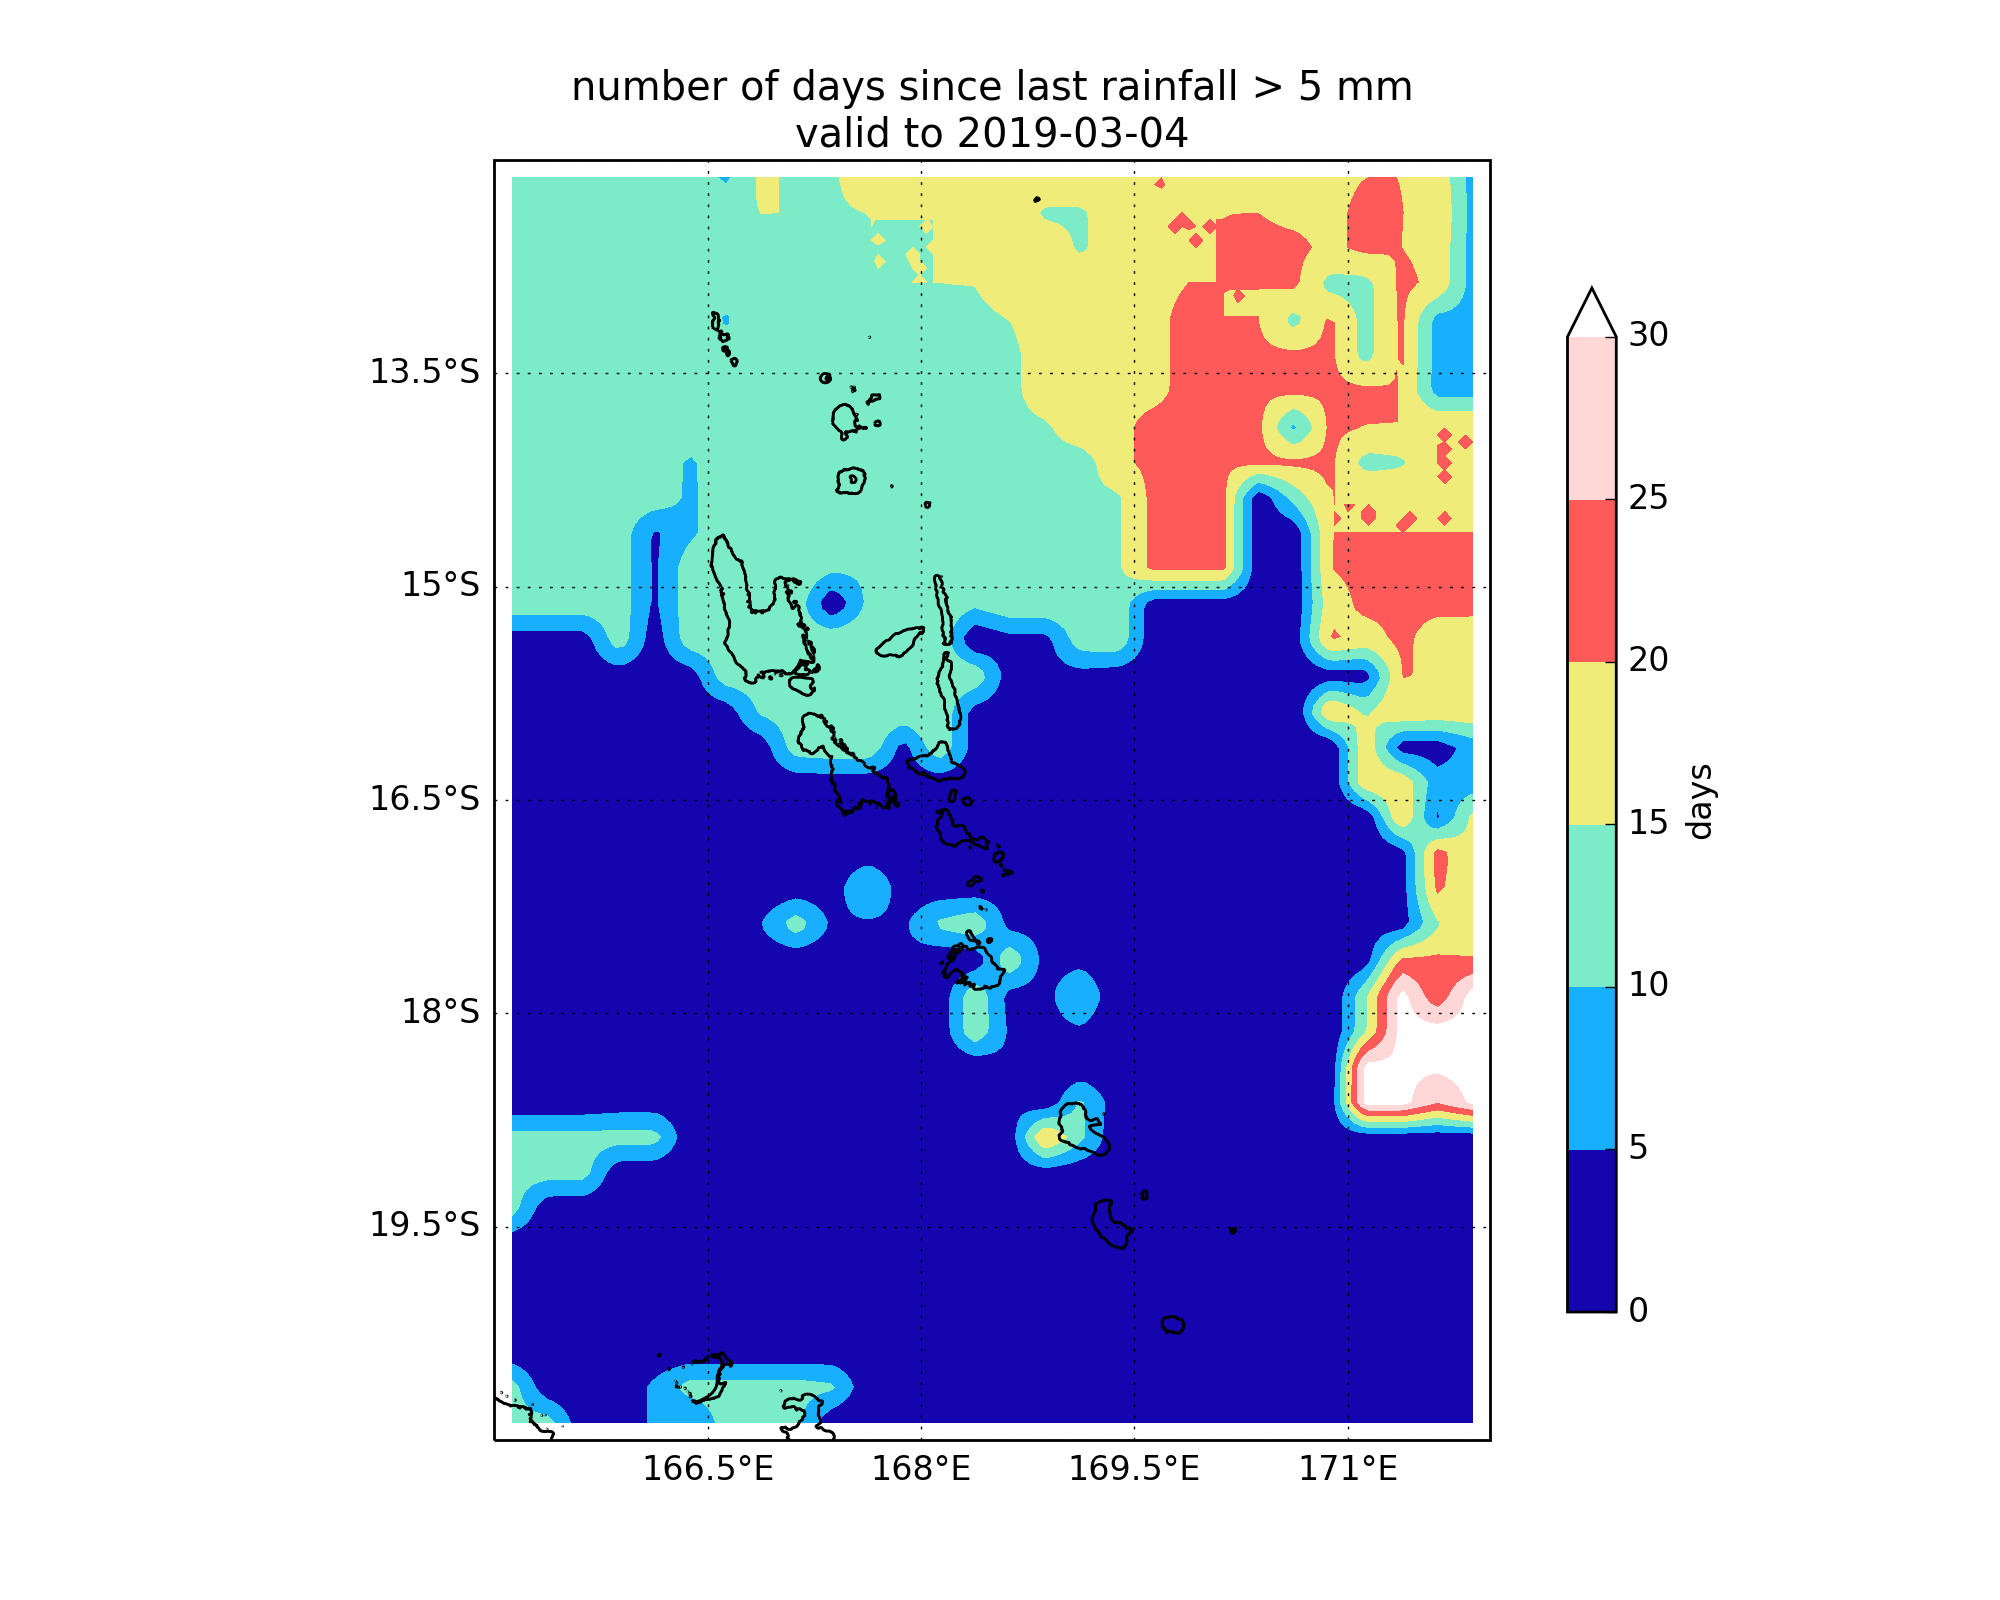 number of days since last rainfall > 5 mm
valid to 2019-03-04
13.5°S
15°S
16.5°S
18°S
19.5°S
166.5°E
168°E
169.5°E
171°E
30
25
20
15
10
5
0
days